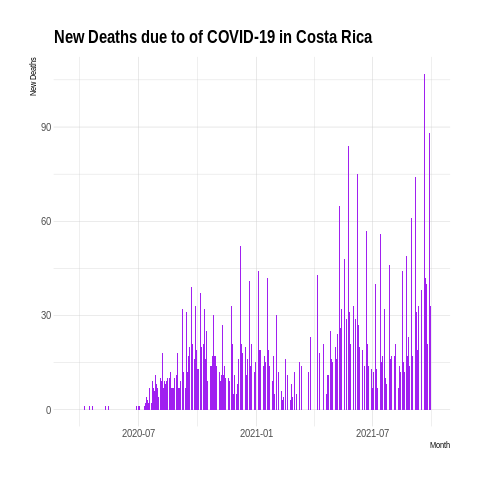 New Deaths due to of COVID-19 in Costa Rica
New Deaths
90
60
30
0
2020-07
2021-01
2021-07
Month